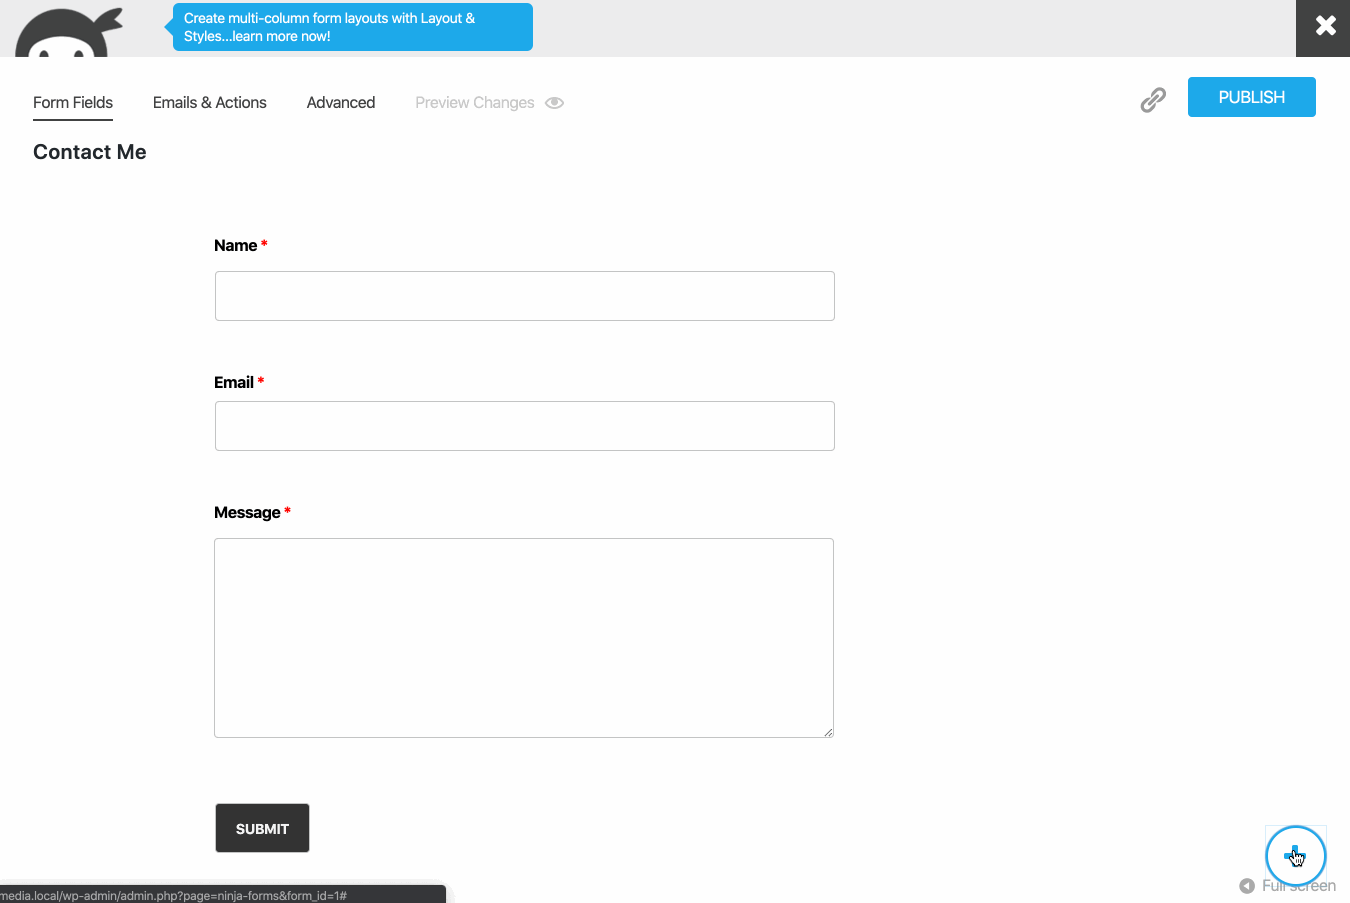 Create multi-column form layouts with Layout &
Styles...learn more now!
Form Fields
Emails & Actions
Advanced
Preview Changes
PUBLISH
Contact Me
Name *
Email *
Message *
SUBMIT
Full screen
media.local/wp-admin/admin.php?page=ninja-forms&form_id=1#